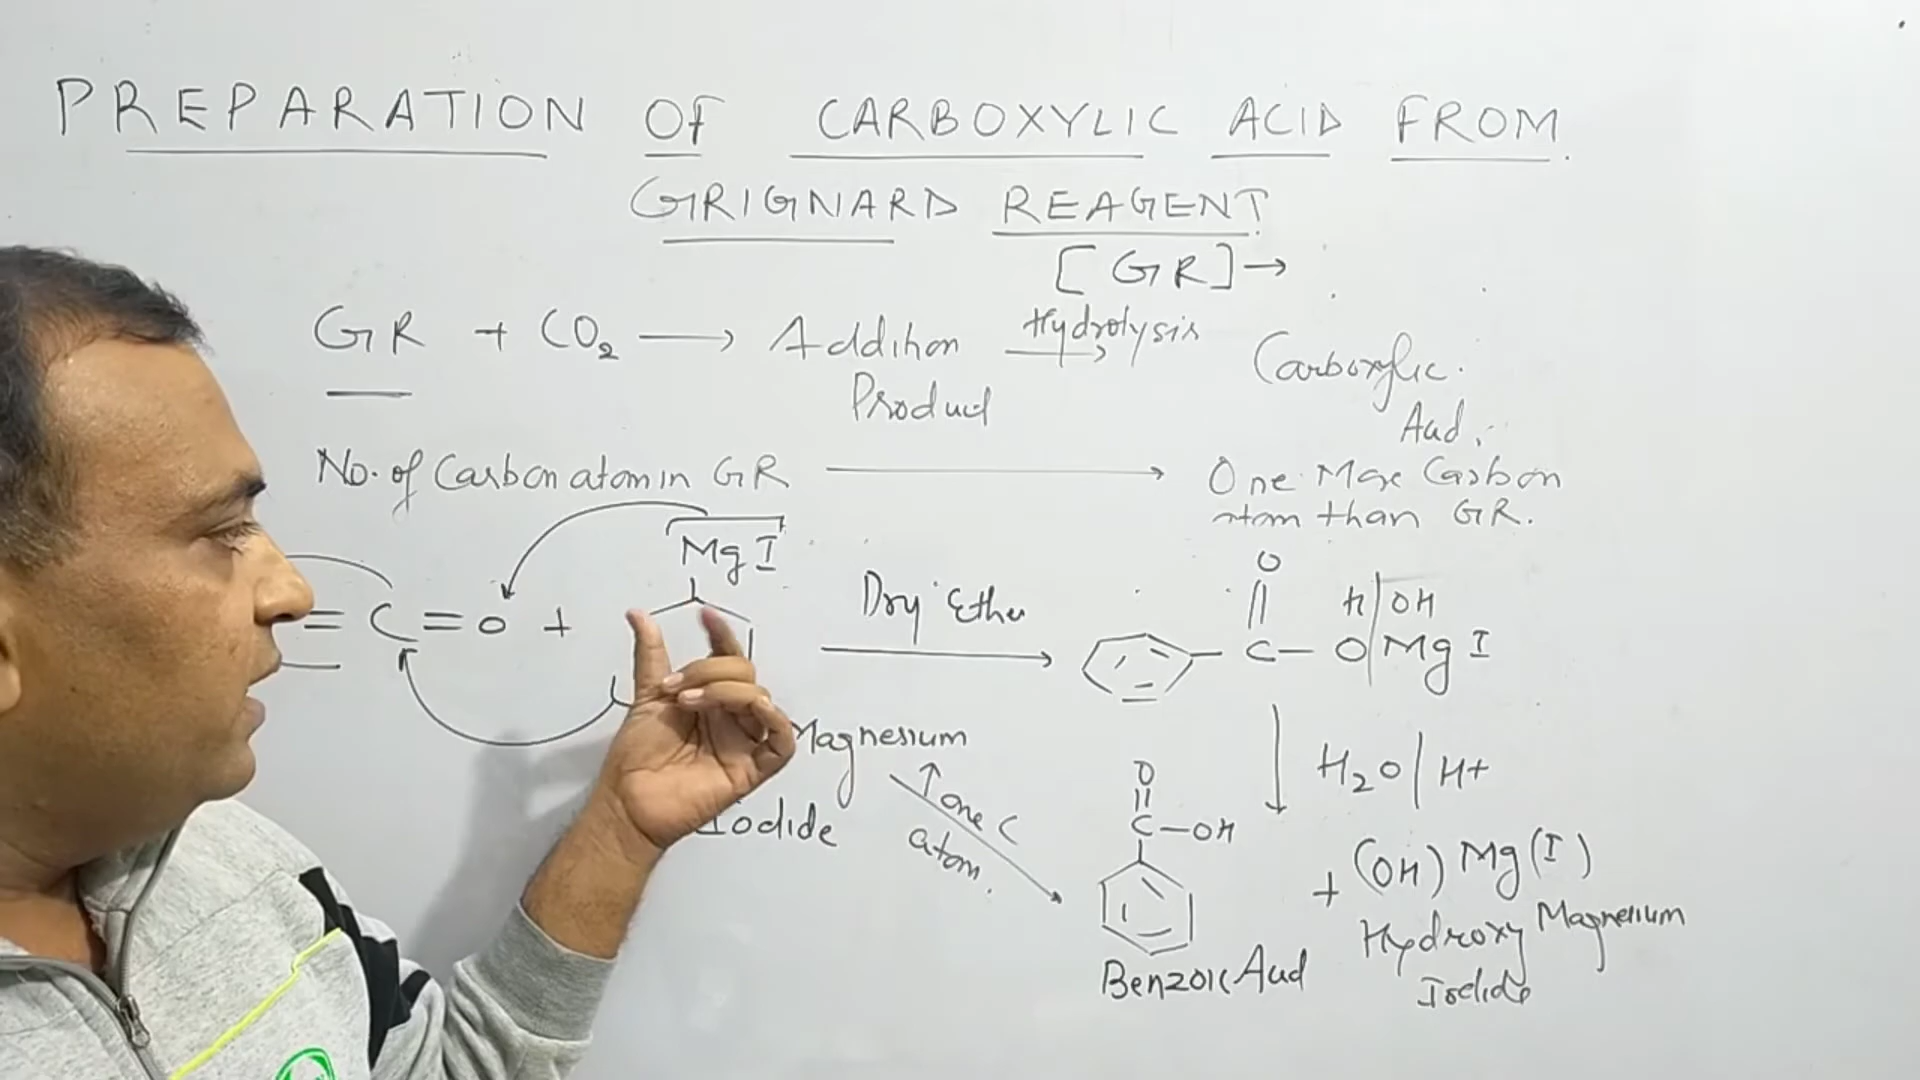 PREPARATION OF CARBOXYLIC ACID FROM
GRIGNARD REAGENT
[GR]→
GR + CO₂ → Addition Product
Hydrolysis
Carboxylic Acid.
No. of Carbon atom in GR → One More Carbon
atom than GR.
= C = O +
MgI
Dry Ether
O
||
C — O | Mg I
H | OH
Magnesium
Iodide
↑ one C
atom.
H₂O | H+
O
||
C — OH
+ (OH) Mg (I)
Hydroxy Magnesium
Iodide
Benzoic Acid